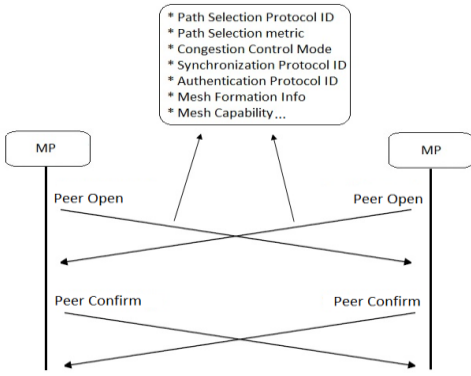 * Path Selection Protocol ID
* Path Selection metric
* Congestion Control Mode
* Synchronization Protocol ID
* Authentication Protocol ID
* Mesh Formation Info
* Mesh Capability...
MP
MP
Peer Open
Peer Open
Peer Confirm
Peer Confirm